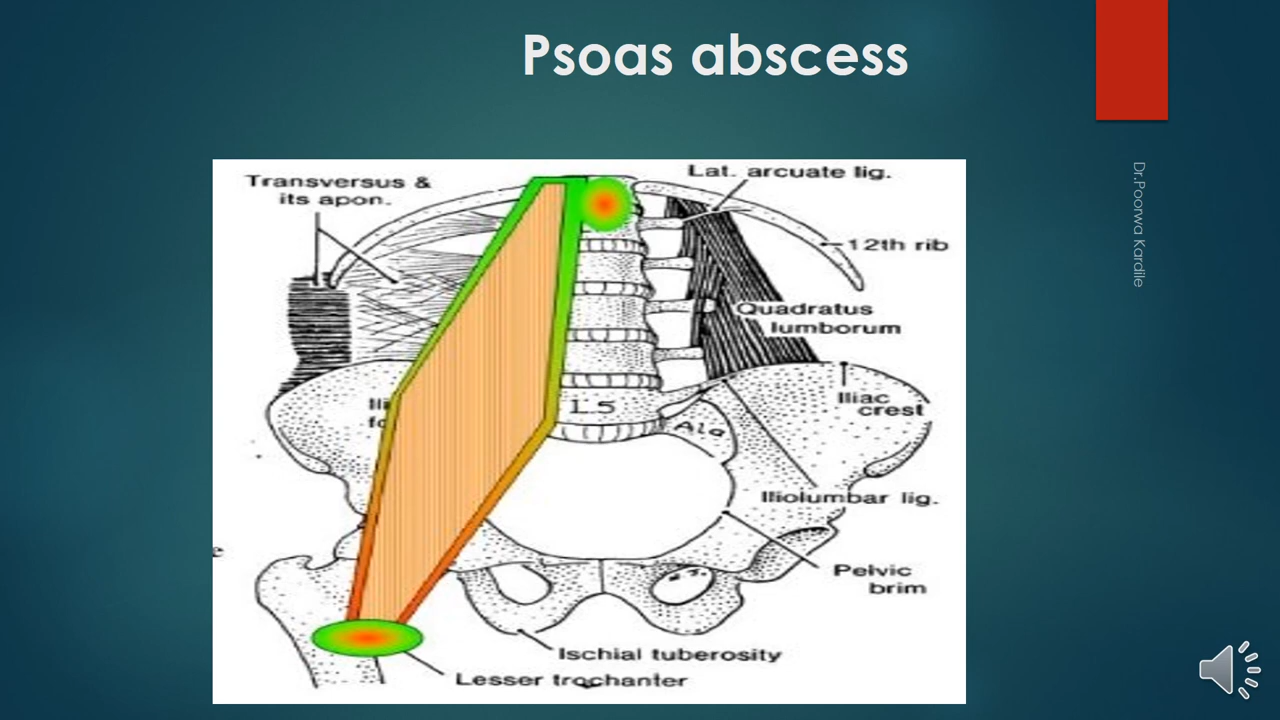 Psoas abscess
Dr.Poorwa Kardile
Transversus &
its apon.
Lat. arcuate lig.
12th rib
Quadratus
lumborum
Iliac
crest
L5
Ala
Iliolumbar lig.
Pelvic
brim
Ischial tuberosity
Lesser trochanter